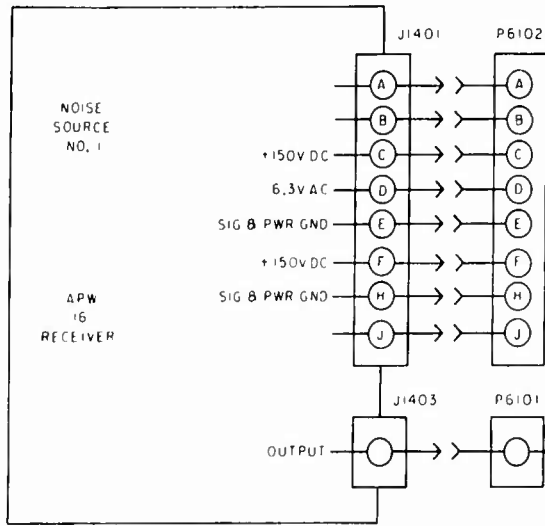 J1401 P6102
A A
B B
NOISE
SOURCE
NO. 1
+150V DC C C
6.3V AC D D
SIG & PWR GND E E
+150V DC F F
SIG & PWR GND H H
APW
16
RECEIVER
J J
J1403 P6101
OUTPUT